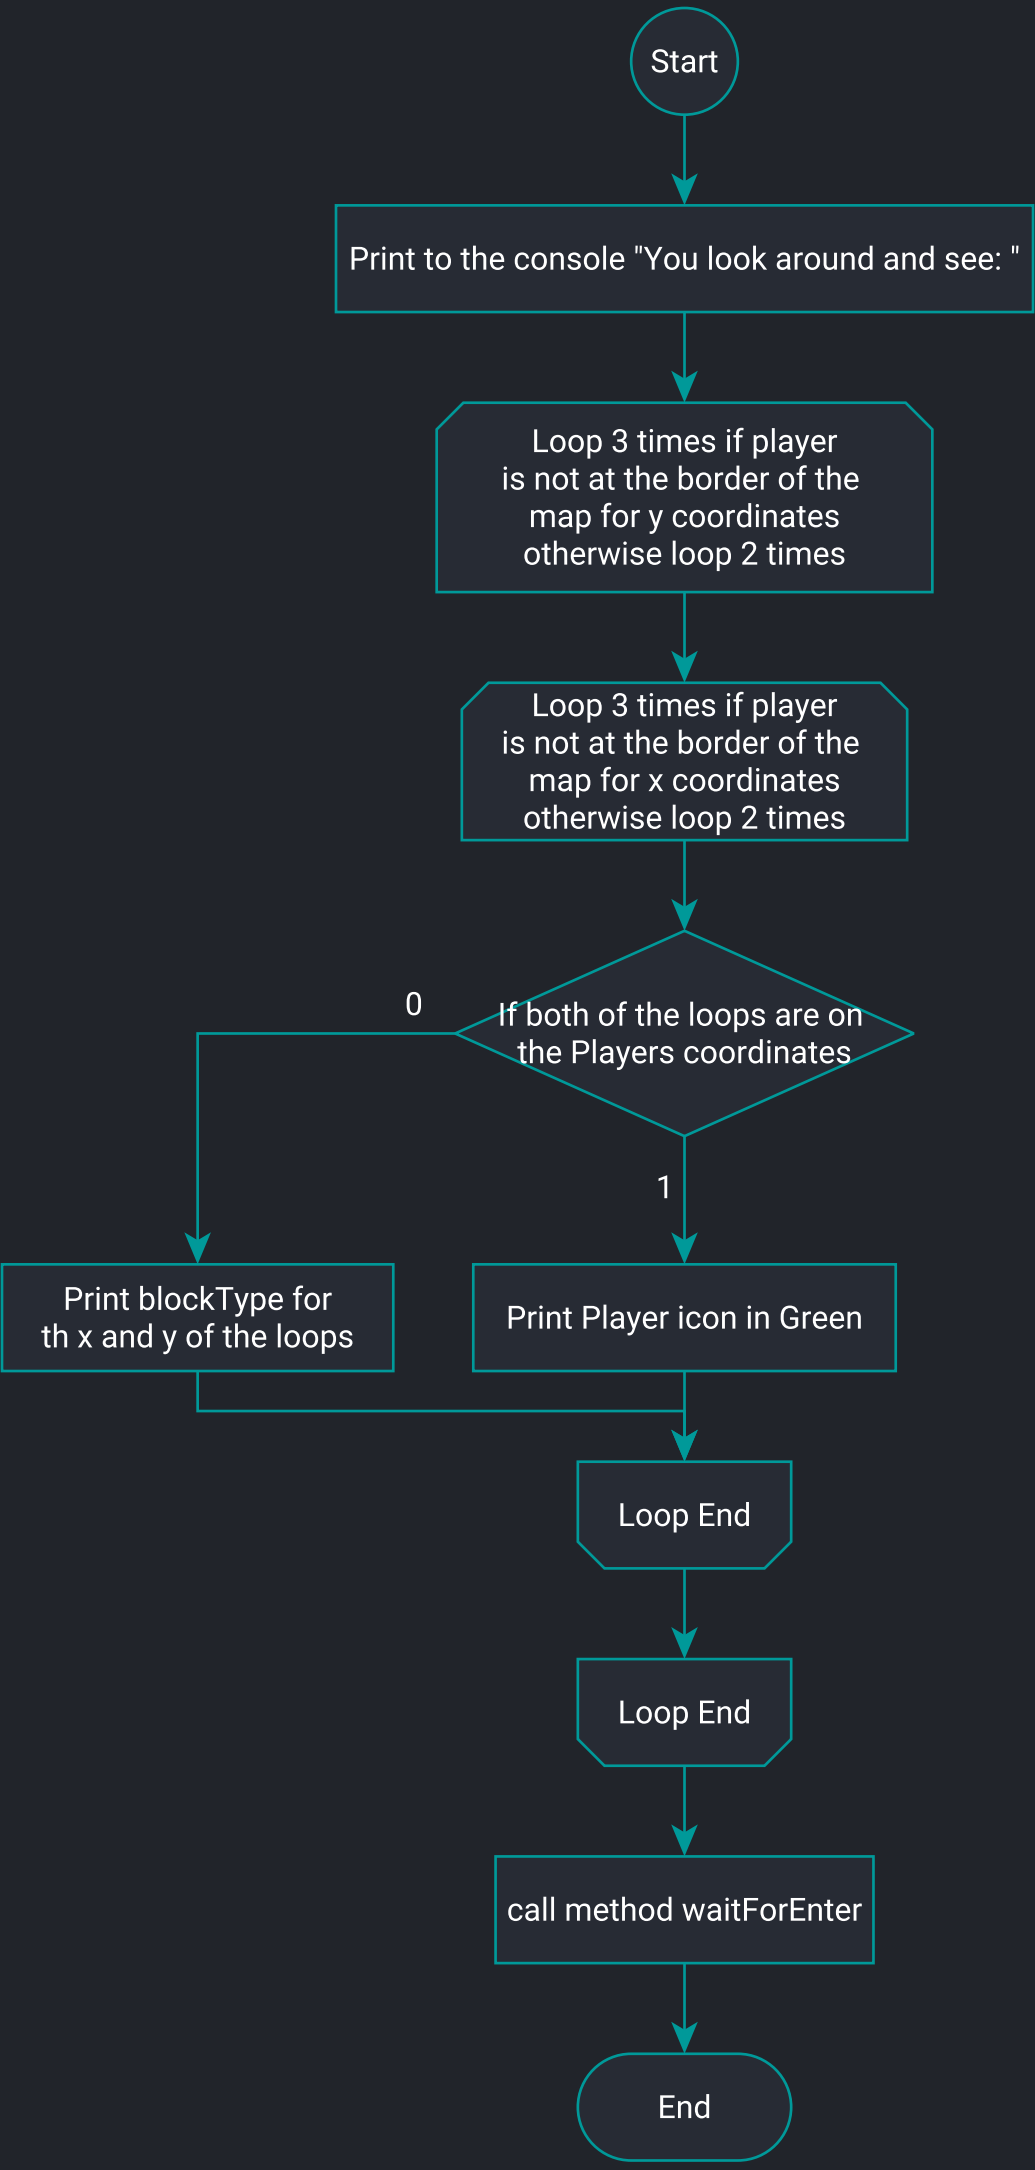 Start
Print to the console "You look around and see: "
Loop 3 times if player
is not at the border of the
map for y coordinates
otherwise loop 2 times
Loop 3 times if player
is not at the border of the
map for x coordinates
otherwise loop 2 times
If both of the loops are on
the Players coordinates
0
1
Print blockType for
th x and y of the loops
Print Player icon in Green
Loop End
Loop End
call method waitForEnter
End